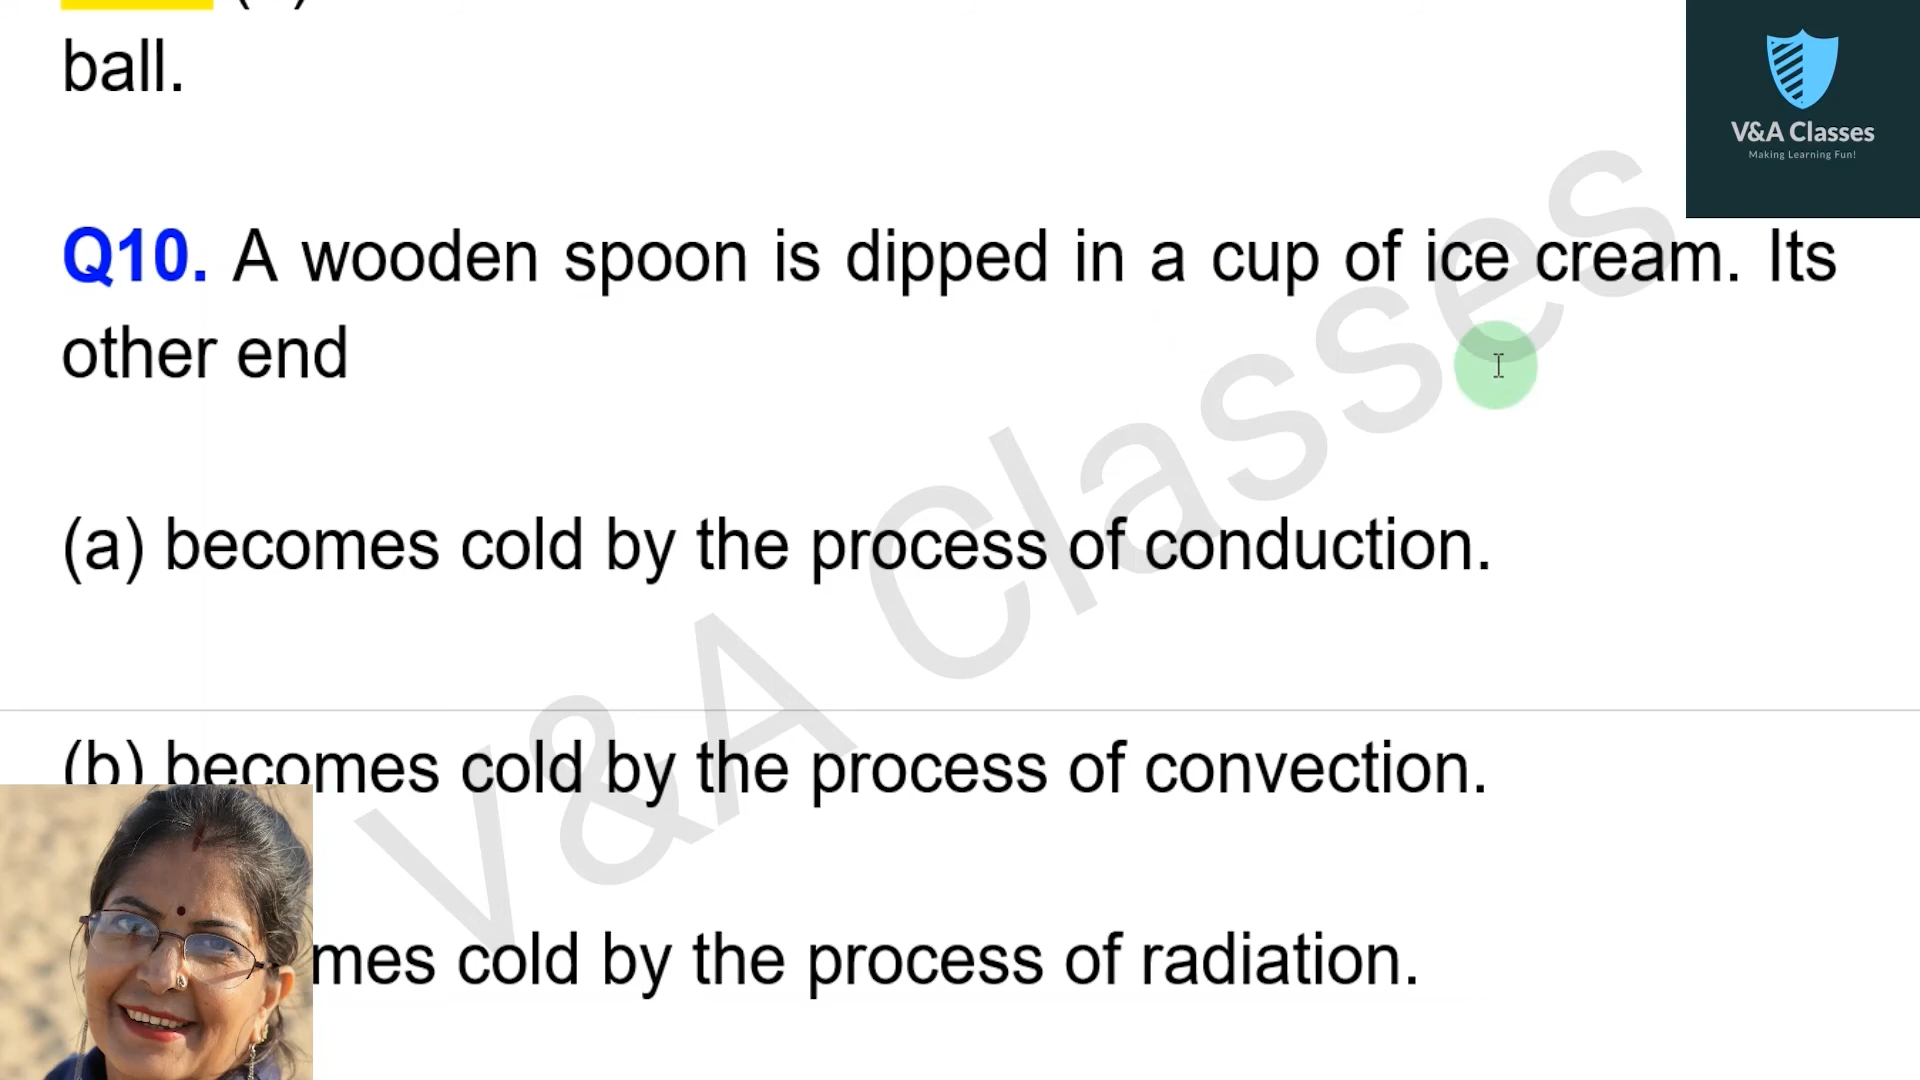 ball.
V&A Classes
Making Learning Fun!
Q10. A wooden spoon is dipped in a cup of ice cream. Its
other end
(a) becomes cold by the process of conduction.
(b) becomes cold by the process of convection.
mes cold by the process of radiation.
V&A Classes